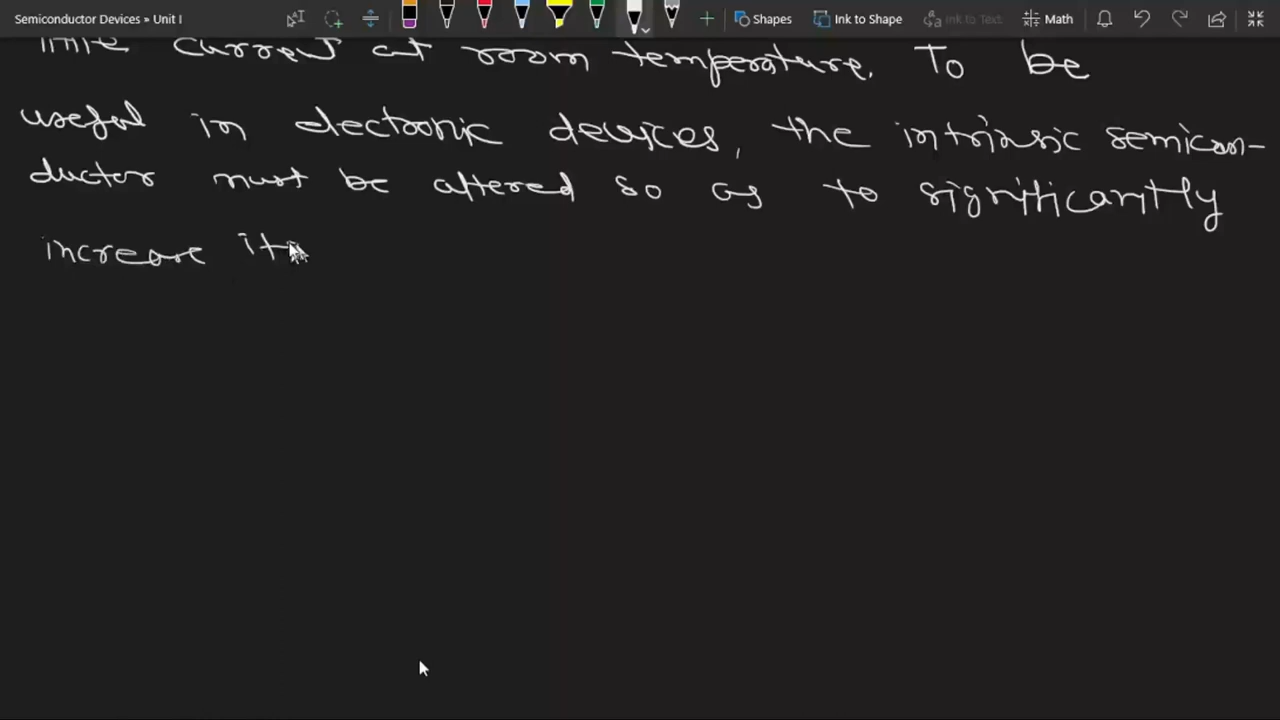 Semiconductor Devices » Unit I
Shapes
Ink to Shape
Ink to Text
Math
little current at room temperature. To be
useful in electronic devices, the intrinsic semicon-
ductor must be altered so as to significantly
increase its